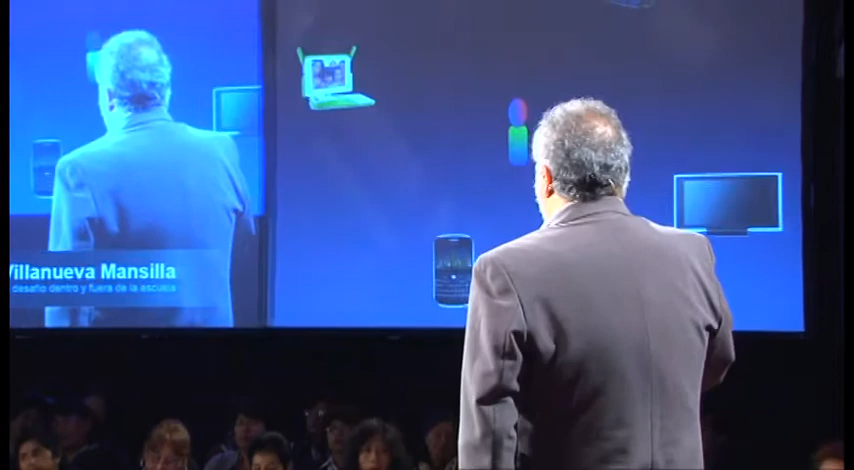 Villanueva Mansilla
desafío dentro y fuera de la escuela